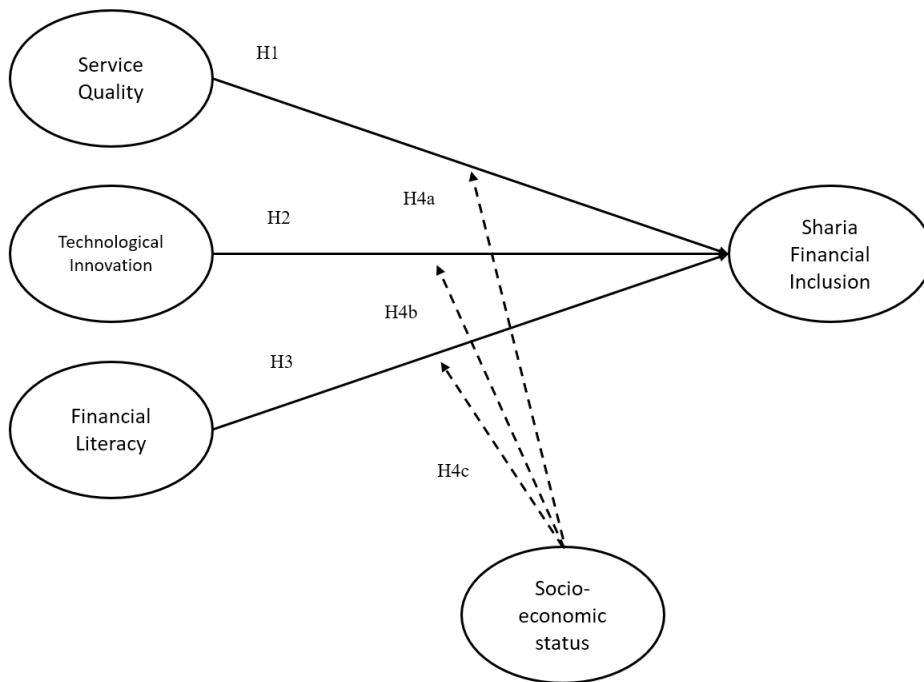 H1
Service
Quality
H4a
H2
Technological
Innovation
Sharia
Financial
Inclusion
H4b
H3
Financial
Literacy
H4c
Socio-
economic
status